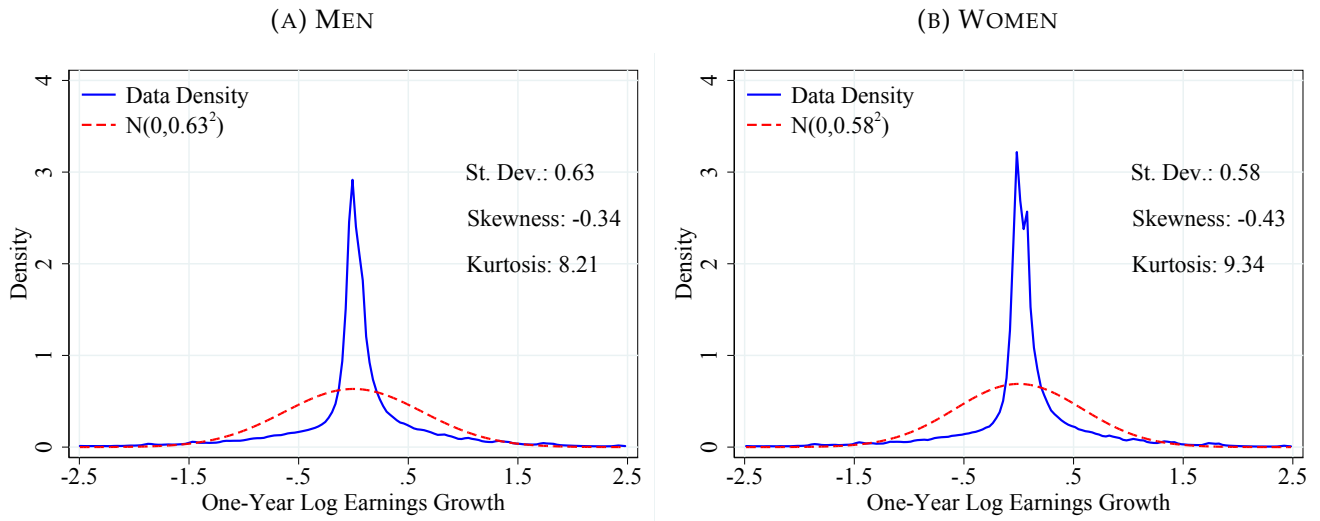 (A) MEN
4
3
2
1
0
Density
Data Density
N(0,0.63²)
St. Dev.: 0.63
Skewness: -0.34
Kurtosis: 8.21
-2.5 -1.5 -.5 .5 1.5 2.5
One-Year Log Earnings Growth
(B) WOMEN
4
3
2
1
0
Density
Data Density
N(0,0.58²)
St. Dev.: 0.58
Skewness: -0.43
Kurtosis: 9.34
-2.5 -1.5 -.5 .5 1.5 2.5
One-Year Log Earnings Growth